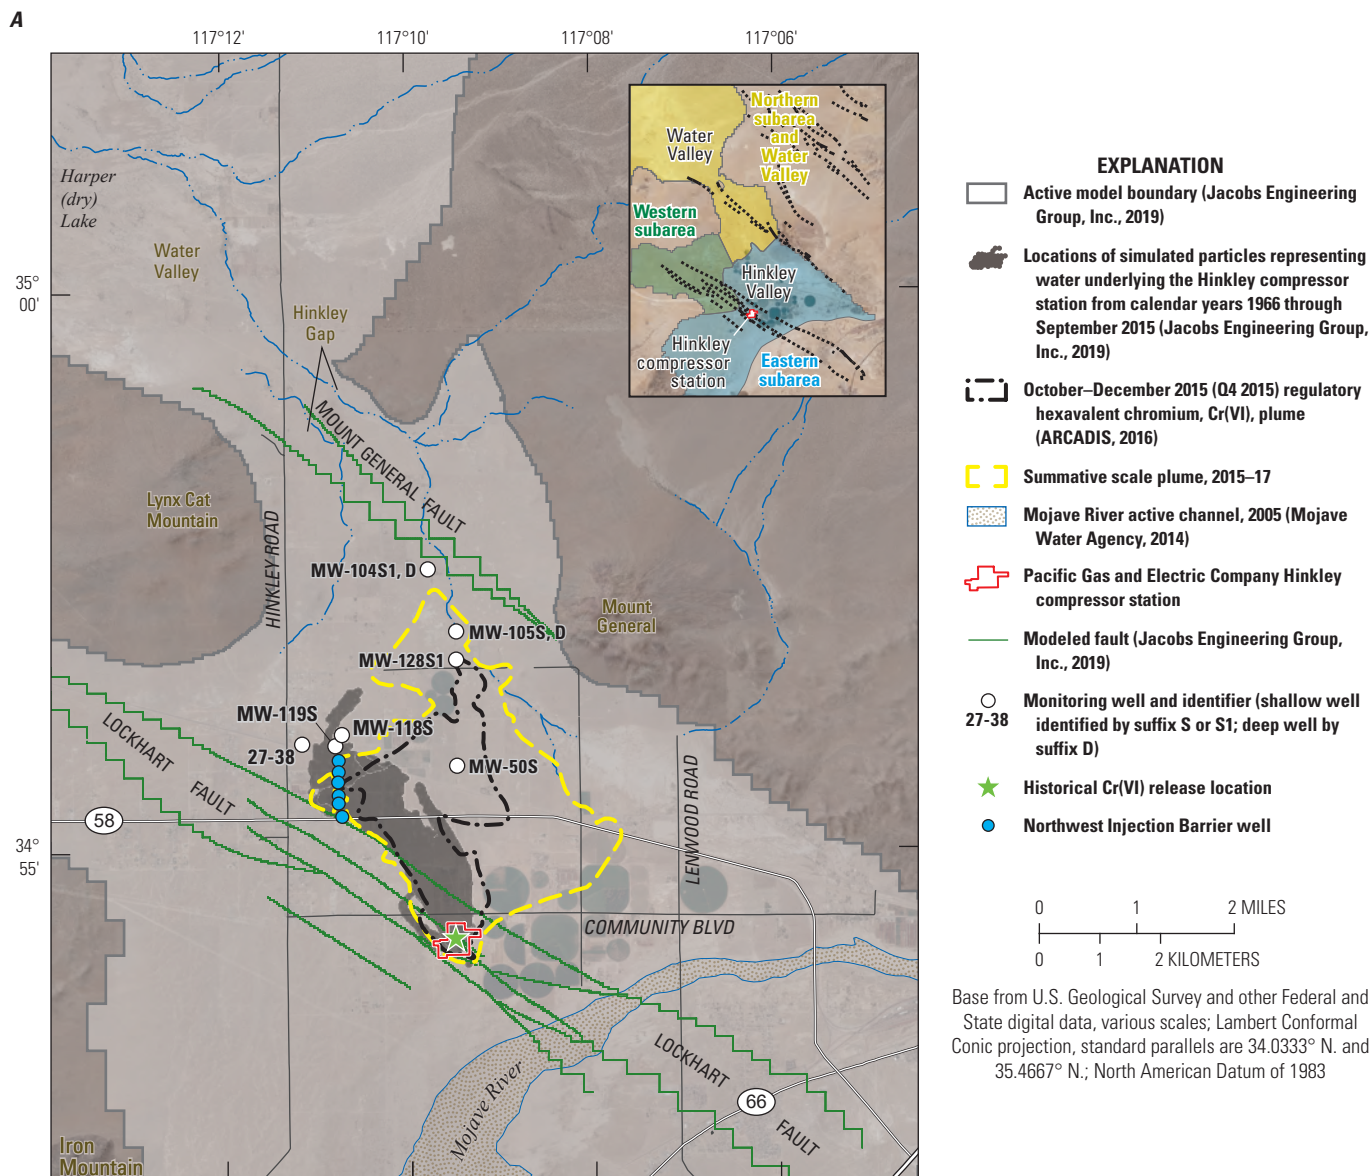 A
117°12'
117°10'
117°08'
117°06'
Harper
(dry)
Lake
Water
Valley
35°
00'
Hinkley
Gap
MOUNT GENERAL FAULT
Lynx Cat
Mountain
HINKLEY ROAD
MW-104S1, D
Mount
General
MW-105S, D
MW-128S1
MW-119S
MW-118S
27-38
MW-50S
LOCKHART
FAULT
58
34°
55'
LENWOOD ROAD
COMMUNITY BLVD
Mojave River
LOCKHART
FAULT
66
Iron
Mountain
Northern
subarea
and
Water
Valley
Water
Valley
Western
subarea
Hinkley
Valley
Hinkley
compressor
station
Eastern
subarea
EXPLANATION
Active model boundary (Jacobs Engineering
Group, Inc., 2019)
Locations of simulated particles representing
water underlying the Hinkley compressor
station from calendar years 1966 through
September 2015 (Jacobs Engineering Group,
Inc., 2019)
October–December 2015 (Q4 2015) regulatory
hexavalent chromium, Cr(VI), plume
(ARCADIS, 2016)
Summative scale plume, 2015–17
Mojave River active channel, 2005 (Mojave
Water Agency, 2014)
Pacific Gas and Electric Company Hinkley
compressor station
Modeled fault (Jacobs Engineering Group,
Inc., 2019)
27-38
Monitoring well and identifier (shallow well
identified by suffix S or S1; deep well by
suffix D)
Historical Cr(VI) release location
Northwest Injection Barrier well
0 1 2 MILES
0 1 2 KILOMETERS
Base from U.S. Geological Survey and other Federal and
State digital data, various scales; Lambert Conformal
Conic projection, standard parallels are 34.0333° N. and
35.4667° N.; North American Datum of 1983